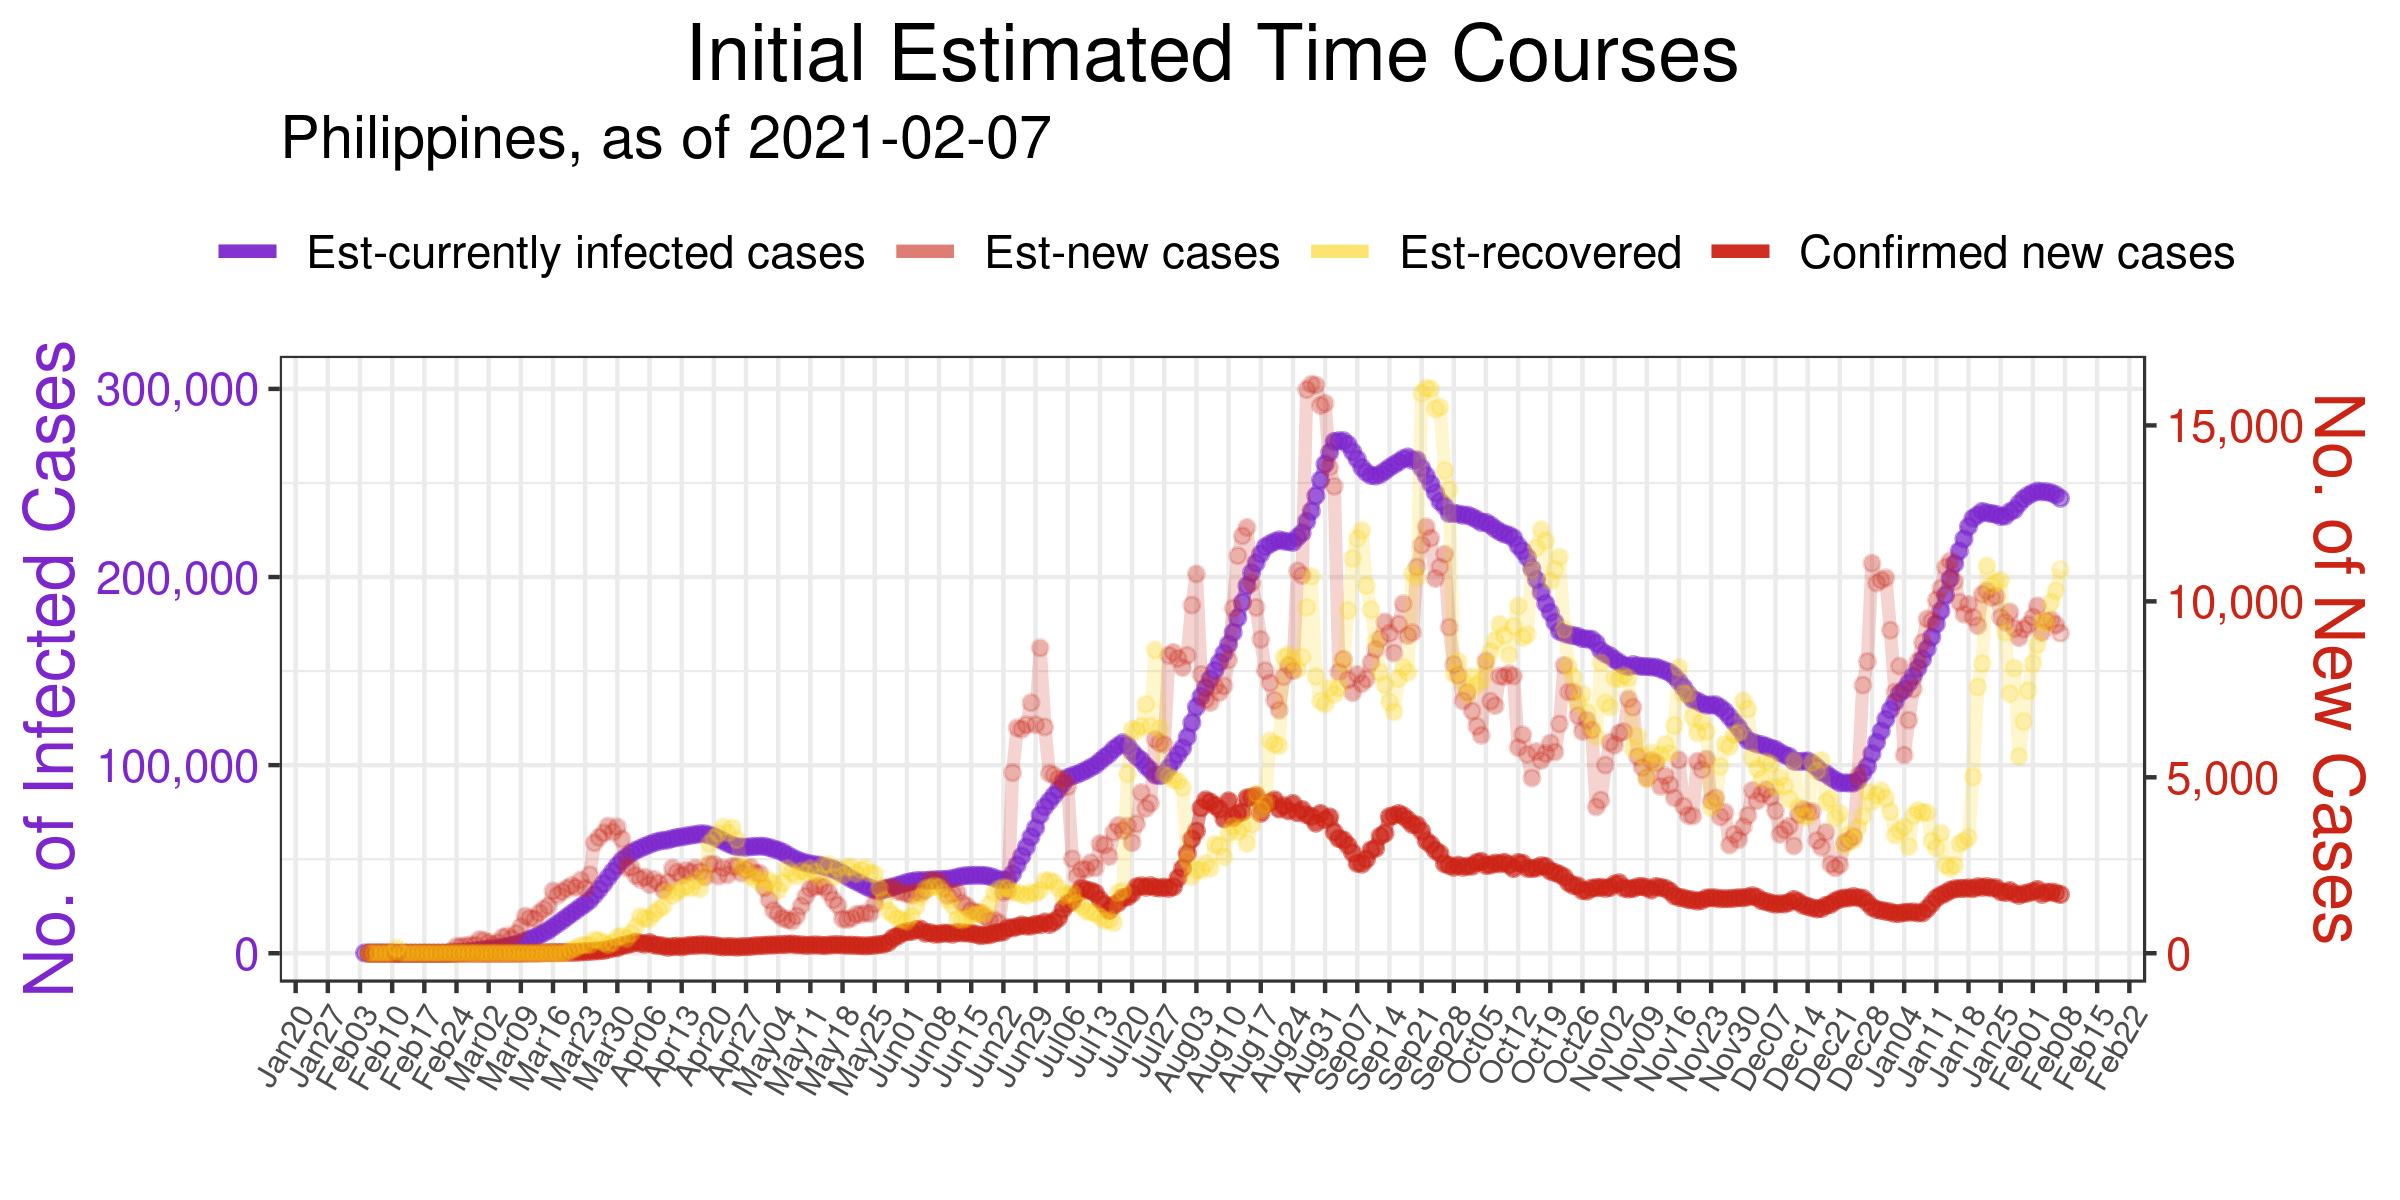 Initial Estimated Time Courses
Philippines, as of 2021-02-07
Est-currently infected cases Est-new cases Est-recovered Confirmed new cases
No. of Infected Cases
300,000
200,000
100,000
0
15,000
10,000
5,000
0
No. of New Cases
Jan20 Jan27 Feb03 Feb10 Feb17 Feb24 Mar02 Mar09 Mar16 Mar23 Mar30 Apr06 Apr13 Apr20 Apr27 May04 May11 May18 May25 Jun01 Jun08 Jun15 Jun22 Jun29 Jul06 Jul13 Jul20 Jul27 Aug03 Aug10 Aug17 Aug24 Aug31 Sep07 Sep14 Sep21 Sep28 Oct05 Oct12 Oct19 Oct26 Nov02 Nov09 Nov16 Nov23 Nov30 Dec07 Dec14 Dec21 Dec28 Jan04 Jan11 Jan18 Jan25 Feb01 Feb08 Feb15 Feb22